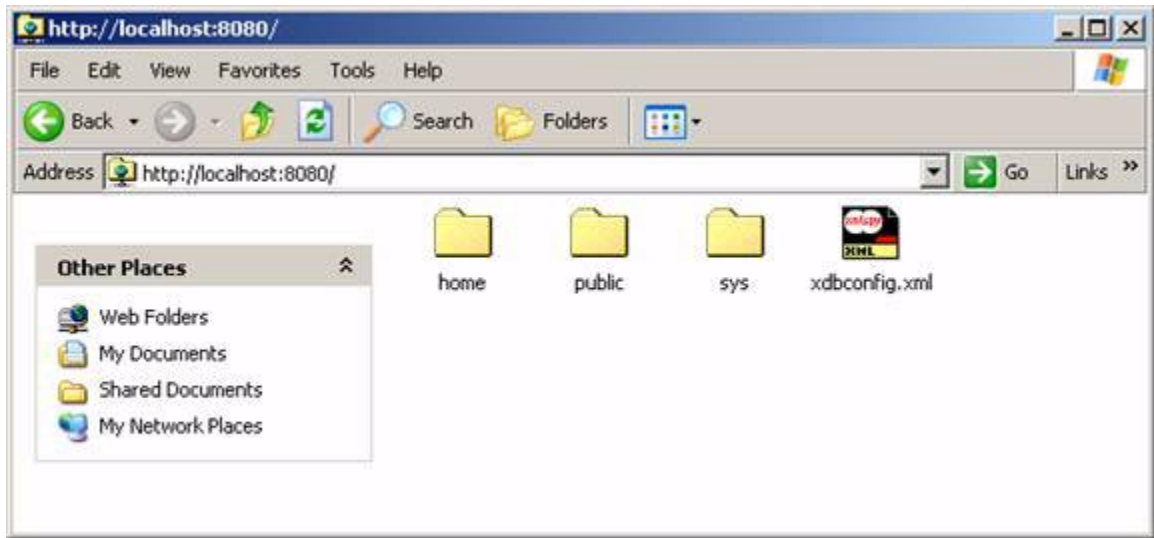 http://localhost:8080/
File Edit View Favorites Tools Help
Back Search Folders
Address http://localhost:8080/ Go Links »
Other Places
Web Folders
My Documents
Shared Documents
My Network Places
home public sys xdbconfig.xml
XML